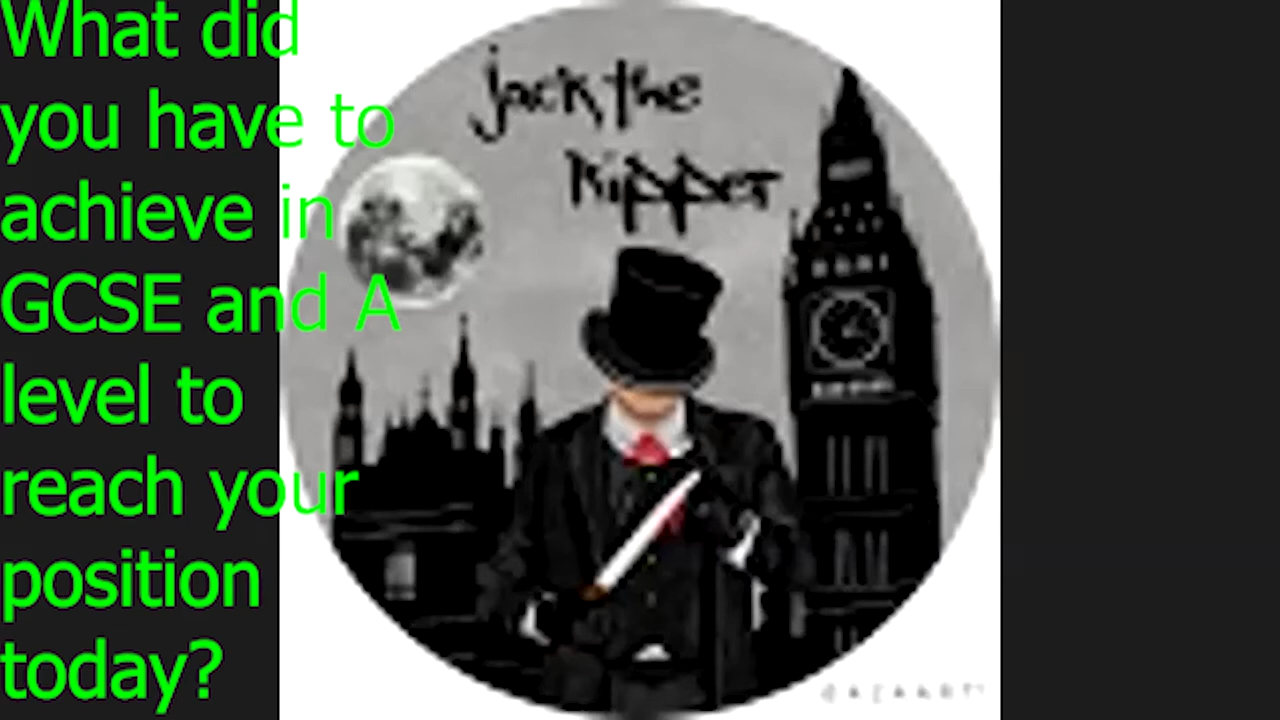 What did
you have to
achieve in
GCSE and A
level to
reach your
position
today?
jack the
Ripper